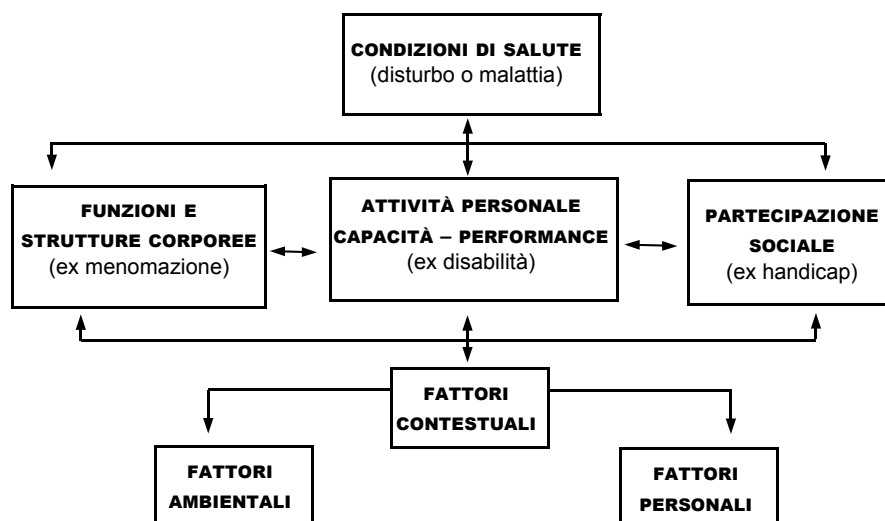 CONDIZIONI DI SALUTE
(disturbo o malattia)
FUNZIONI E
STRUTTURE CORPOREE
(ex menomazione)
ATTIVITÀ PERSONALE
CAPACITÀ – PERFORMANCE
(ex disabilità)
PARTECIPAZIONE
SOCIALE
(ex handicap)
FATTORI
CONTESTUALI
FATTORI
AMBIENTALI
FATTORI
PERSONALI